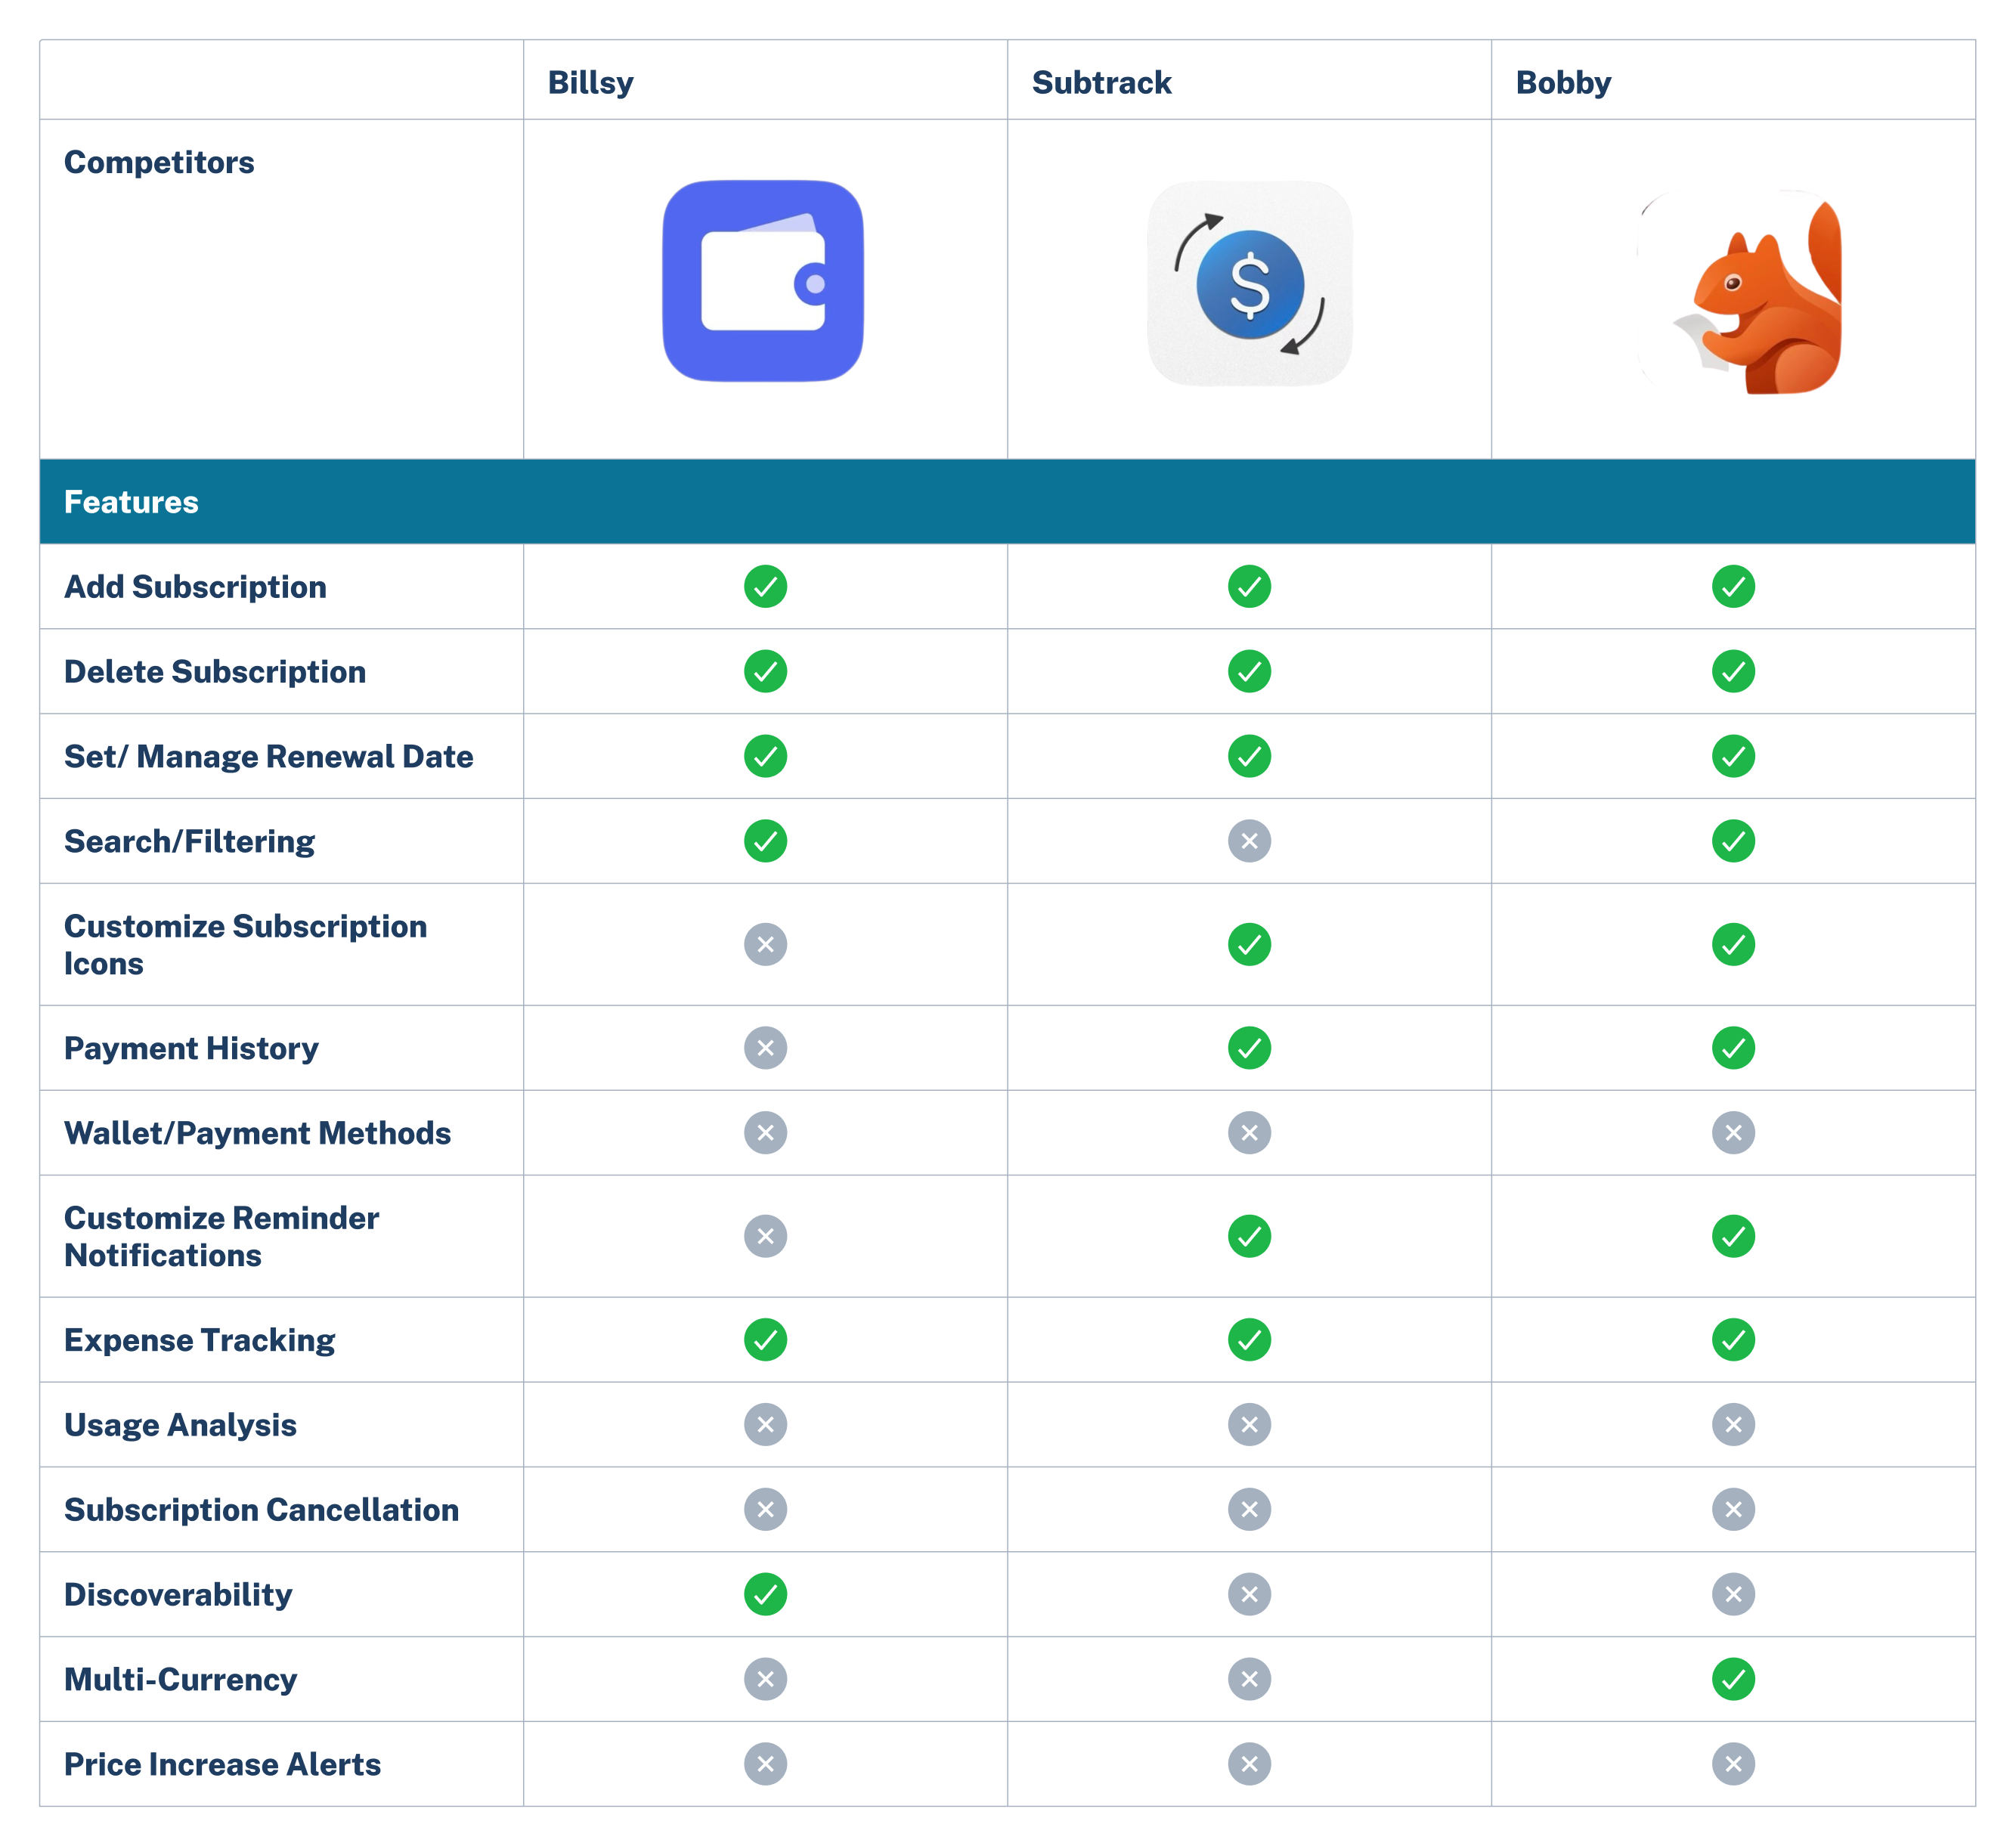 Billsy Subtrack Bobby
Competitors
$
Features
Add Subscription
Delete Subscription
Set/ Manage Renewal Date
Search/Filtering
Customize Subscription
Icons
Payment History
Wallet/Payment Methods
Customize Reminder
Notifications
Expense Tracking
Usage Analysis
Subscription Cancellation
Discoverability
Multi-Currency
Price Increase Alerts